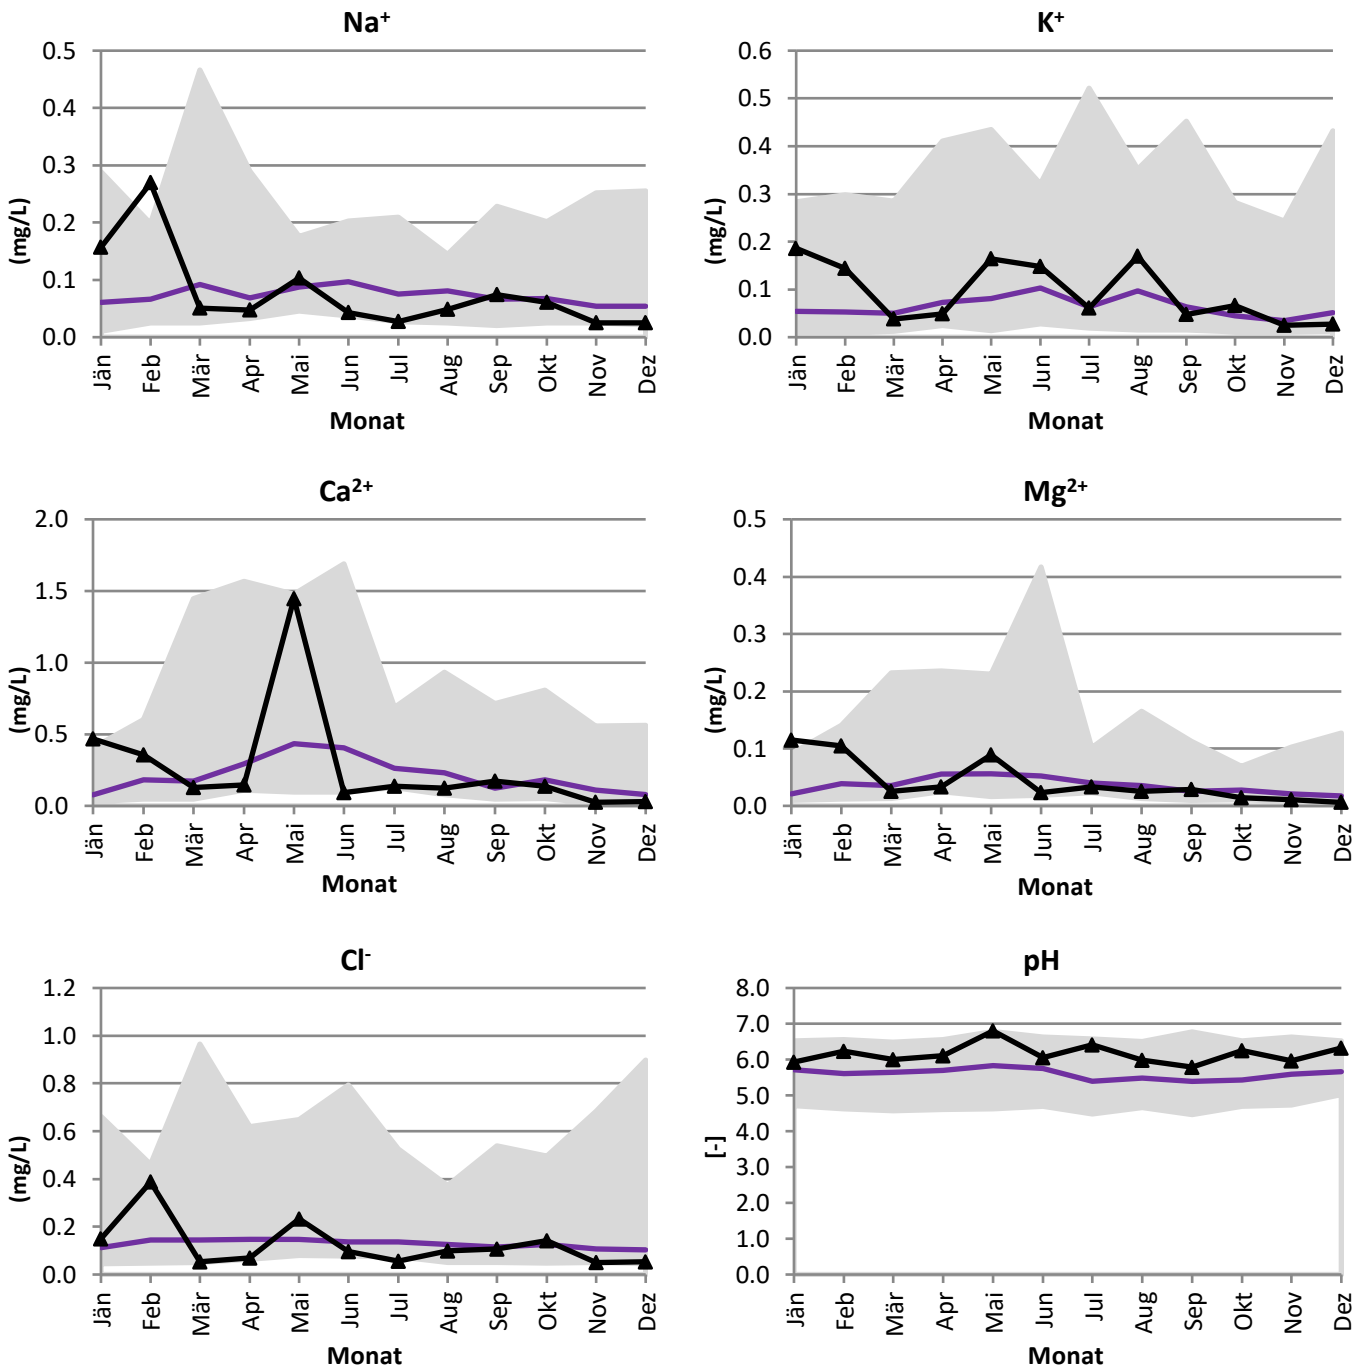 Na⁺
0.5
0.4
0.3
0.2
0.1
0.0
(mg/L)
Jän Feb Mär Apr Mai Jun Jul Aug Sep Okt Nov Dez
Monat
K⁺
0.6
0.5
0.4
0.3
0.2
0.1
0.0
(mg/L)
Jän Feb Mär Apr Mai Jun Jul Aug Sep Okt Nov Dez
Monat
Ca²⁺
2.0
1.5
1.0
0.5
0.0
(mg/L)
Jän Feb Mär Apr Mai Jun Jul Aug Sep Okt Nov Dez
Monat
Mg²⁺
0.5
0.4
0.3
0.2
0.1
0.0
(mg/L)
Jän Feb Mär Apr Mai Jun Jul Aug Sep Okt Nov Dez
Monat
Cl⁻
1.2
1.0
0.8
0.6
0.4
0.2
0.0
(mg/L)
Jän Feb Mär Apr Mai Jun Jul Aug Sep Okt Nov Dez
Monat
pH
8.0
7.0
6.0
5.0
4.0
3.0
2.0
1.0
0.0
[-]
Jän Feb Mär Apr Mai Jun Jul Aug Sep Okt Nov Dez
Monat